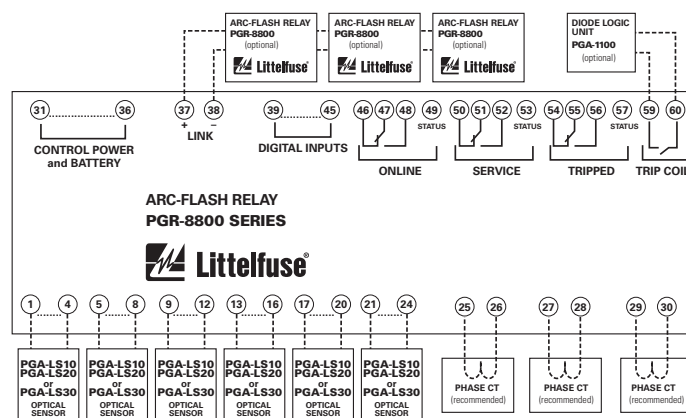 ARC-FLASH RELAY
PGR-8800
(optional)
Littelfuse®
ARC-FLASH RELAY
PGR-8800
(optional)
Littelfuse®
ARC-FLASH RELAY
PGR-8800
(optional)
Littelfuse®
DIODE LOGIC
UNIT
PGA-1100
(optional)
31 36 37 38 39 45 46 47 48 49 50 51 52 53 54 55 56 57 59 60
+ –
LINK
STATUS STATUS STATUS
CONTROL POWER
and BATTERY
DIGITAL INPUTS
ONLINE
SERVICE
TRIPPED
TRIP COIL
ARC-FLASH RELAY
PGR-8800 SERIES
Littelfuse®
1 4 5 8 9 12 13 16 17 20 21 24 25 26 27 28 29 30
PGA-LS10
PGA-LS20
or
PGA-LS30
OPTICAL
SENSOR
PGA-LS10
PGA-LS20
or
PGA-LS30
OPTICAL
SENSOR
PGA-LS10
PGA-LS20
or
PGA-LS30
OPTICAL
SENSOR
PGA-LS10
PGA-LS20
or
PGA-LS30
OPTICAL
SENSOR
PGA-LS10
PGA-LS20
or
PGA-LS30
OPTICAL
SENSOR
PGA-LS10
PGA-LS20
or
PGA-LS30
OPTICAL
SENSOR
PHASE CT
(recommended)
PHASE CT
(recommended)
PHASE CT
(recommended)